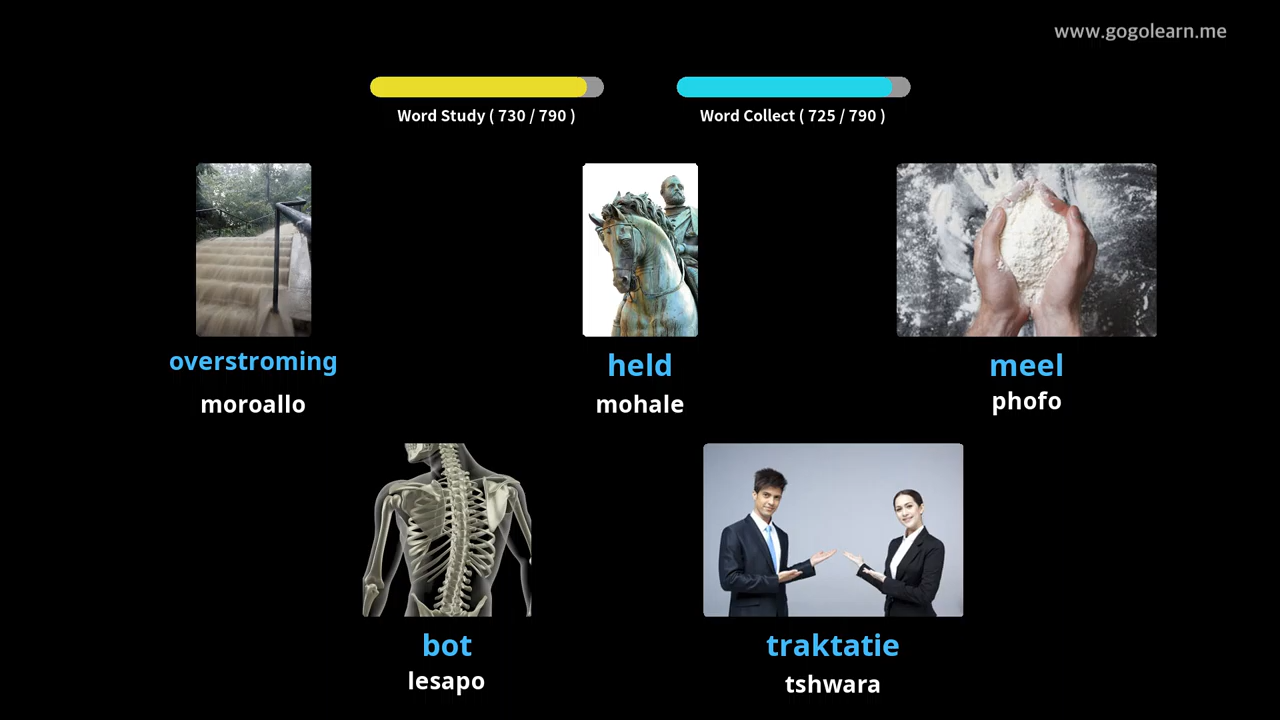 www.gogolearn.me
Word Study ( 730 / 790 )
Word Collect ( 725 / 790 )
overstroming
moroallo
held
mohale
meel
phofo
bot
lesapo
traktatie
tshwara